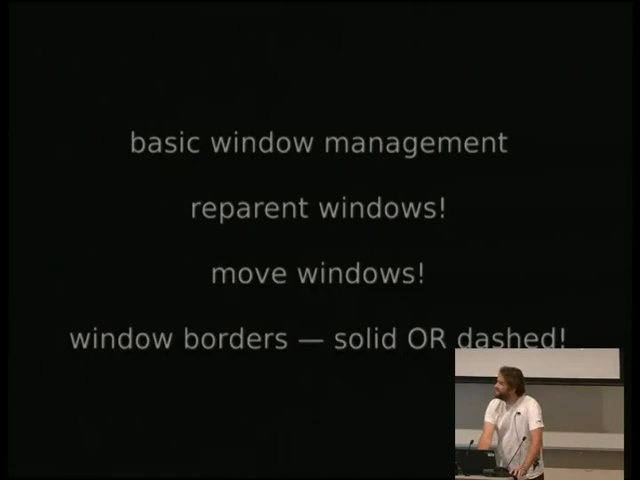 basic window management
reparent windows!
move windows!
window borders — solid OR dashed!